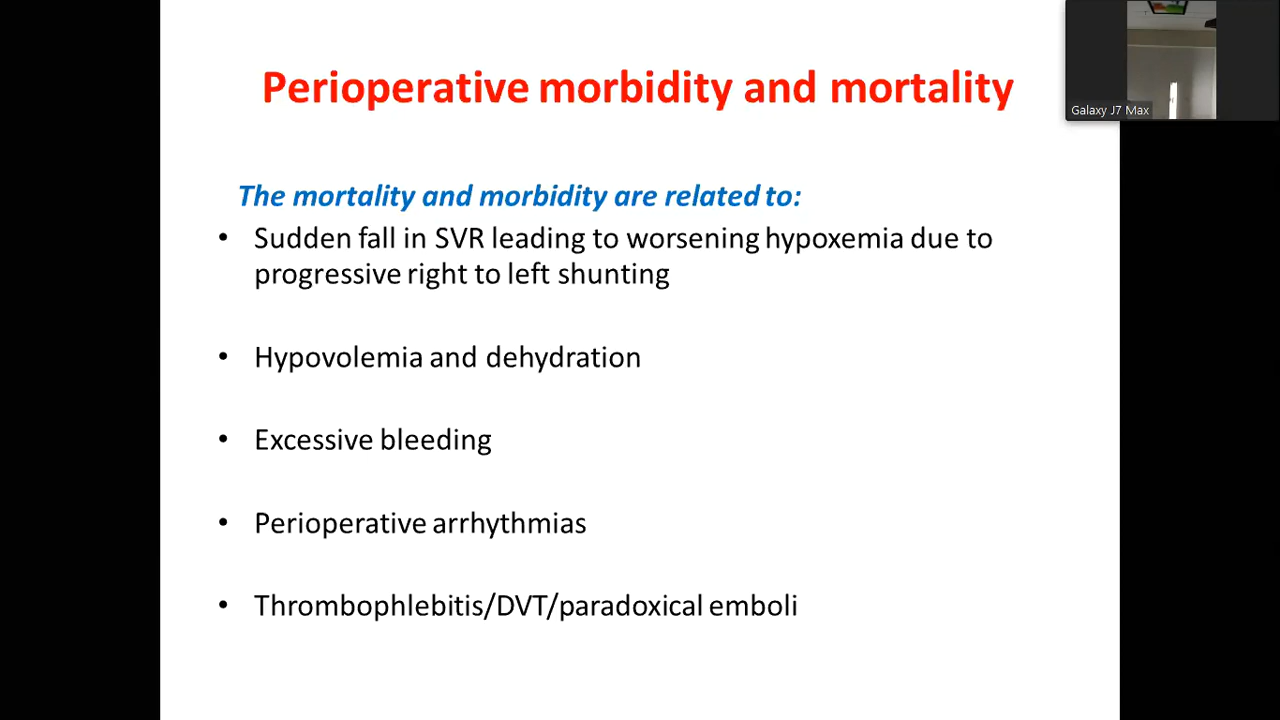 Perioperative morbidity and mortality
Galaxy J7 Max
The mortality and morbidity are related to:
• Sudden fall in SVR leading to worsening hypoxemia due to
progressive right to left shunting
• Hypovolemia and dehydration
• Excessive bleeding
• Perioperative arrhythmias
• Thrombophlebitis/DVT/paradoxical emboli